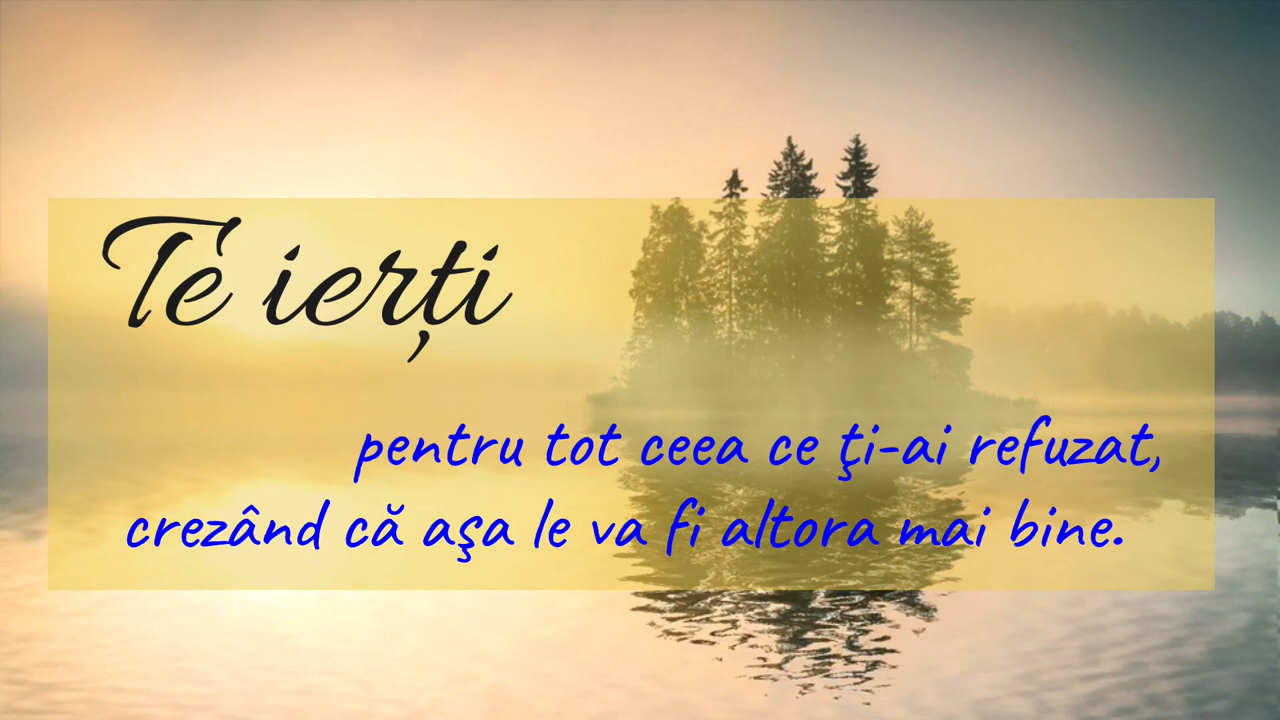 Te ierți
pentru tot ceea ce ţi-ai refuzat,
crezând că aşa le va fi altora mai bine.